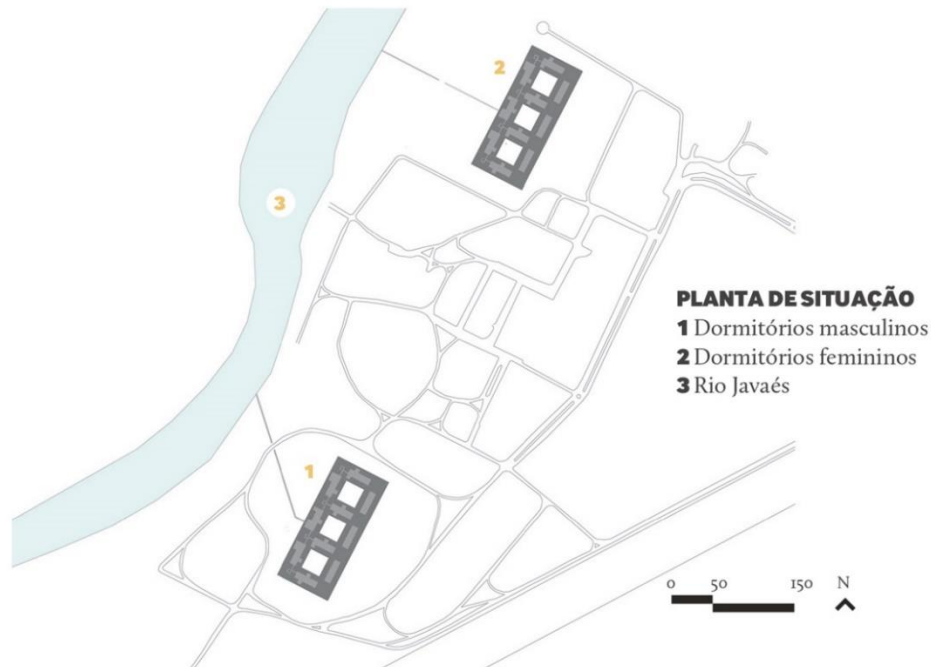 2
3
1
PLANTA DE SITUAÇÃO
1 Dormitórios masculinos
2 Dormitórios femininos
3 Rio Javaés
0 50 150 N